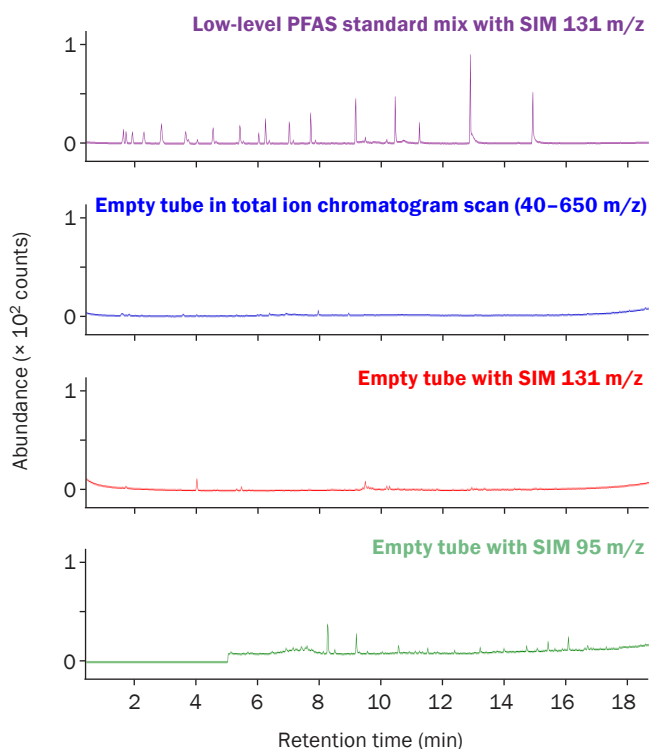 Low-level PFAS standard mix with SIM 131 m/z
1
0
Empty tube in total ion chromatogram scan (40–650 m/z)
1
0
Abundance (× 10² counts)
Empty tube with SIM 131 m/z
1
0
Empty tube with SIM 95 m/z
1
0
2 4 6 8 10 12 14 16 18
Retention time (min)